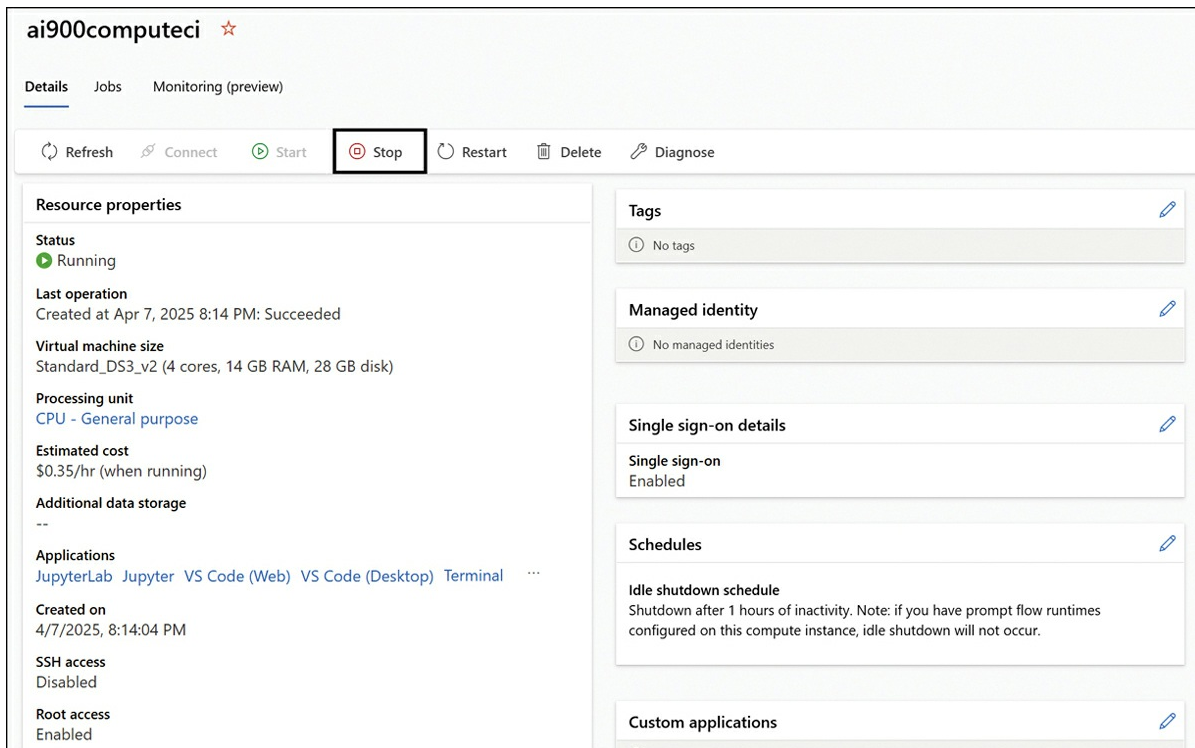 ai900computeci
Details Jobs Monitoring (preview)
Refresh Connect Start Stop Restart Delete Diagnose
Resource properties
Status
Running
Last operation
Created at Apr 7, 2025 8:14 PM: Succeeded
Virtual machine size
Standard_DS3_v2 (4 cores, 14 GB RAM, 28 GB disk)
Processing unit
CPU - General purpose
Estimated cost
$0.35/hr (when running)
Additional data storage
--
Applications
JupyterLab Jupyter VS Code (Web) VS Code (Desktop) Terminal ...
Created on
4/7/2025, 8:14:04 PM
SSH access
Disabled
Root access
Enabled
Tags
No tags
Managed identity
No managed identities
Single sign-on details
Single sign-on
Enabled
Schedules
Idle shutdown schedule
Shutdown after 1 hours of inactivity. Note: if you have prompt flow runtimes
configured on this compute instance, idle shutdown will not occur.
Custom applications